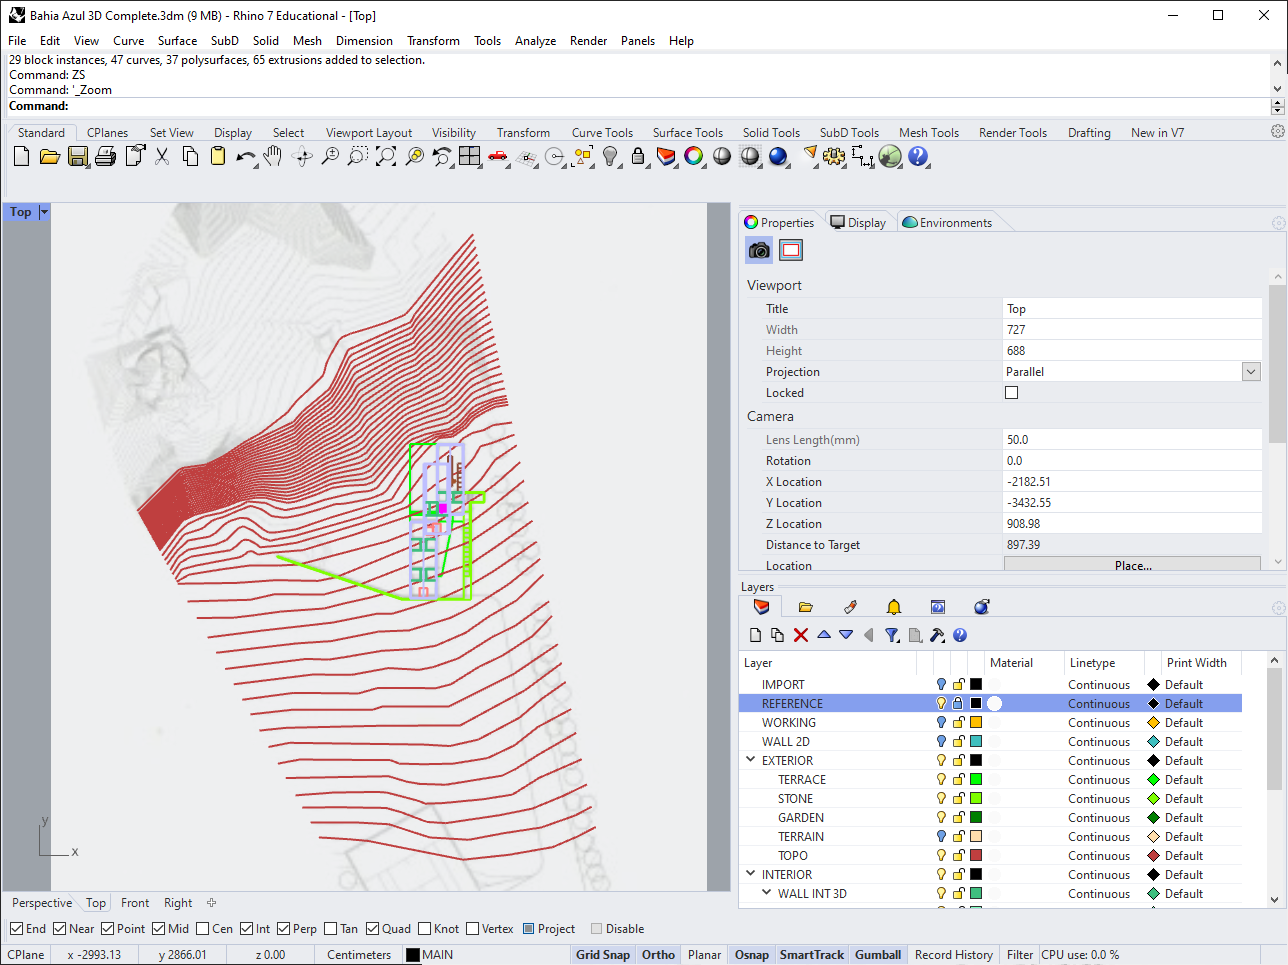 Bahia Azul 3D Complete.3dm (9 MB) - Rhino 7 Educational - [Top]
File Edit View Curve Surface SubD Solid Mesh Dimension Transform Tools Analyze Render Panels Help
29 block instances, 47 curves, 37 polysurfaces, 65 extrusions added to selection.
Command: ZS
Command: '_Zoom
Command:
Standard CPlanes Set View Display Select Viewport Layout Visibility Transform Curve Tools Surface Tools Solid Tools SubD Tools Mesh Tools Render Tools Drafting New in V7
Top
y
x
Properties Display Environments
Viewport
Title Top
Width 727
Height 688
Projection Parallel
Locked
Camera
Lens Length(mm) 50.0
Rotation 0.0
X Location -2182.51
Y Location -3432.55
Z Location 908.98
Distance to Target 897.39
Location Place...
Layers
Layer Material Linetype Print Width
IMPORT Continuous Default
REFERENCE Continuous Default
WORKING Continuous Default
WALL 2D Continuous Default
EXTERIOR Continuous Default
TERRACE Continuous Default
STONE Continuous Default
GARDEN Continuous Default
TERRAIN Continuous Default
TOPO Continuous Default
INTERIOR Continuous Default
WALL INT 3D Continuous Default
Perspective Top Front Right
End Near Point Mid Cen Int Perp Tan Quad Knot Vertex Project Disable
CPlane x -2993.13 y 2866.01 z 0.00 Centimeters MAIN Grid Snap Ortho Planar Osnap SmartTrack Gumball Record History Filter CPU use: 0.0 %